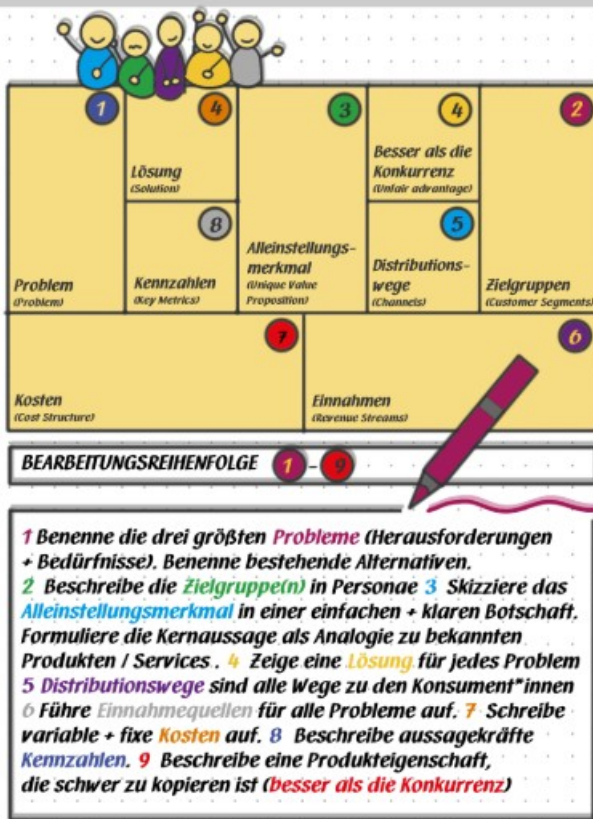 1
4
3
4
2
Lösung
(Solution)
Besser als die
Konkurrenz
(Unfair advantage)
8
5
Problem
(Problem)
Kennzahlen
(Key Metrics)
Alleinstellungs-
merkmal
(Unique Value
Proposition)
Distributions-
wege
(Channels)
Zielgruppen
(Customer Segments)
7
6
Kosten
(Cost Structure)
Einnahmen
(Revenue Streams)
BEARBEITUNGSREIHENFOLGE 1 - 9
1 Benenne die drei größten Probleme (Herausforderungen
+ Bedürfnisse). Benenne bestehende Alternativen.
2 Beschreibe die Zielgruppe(n) in Personae 3 Skizziere das
Alleinstellungsmerkmal in einer einfachen + klaren Botschaft.
Formuliere die Kernaussage als Analogie zu bekannten
Produkten / Services . 4 Zeige eine Lösung für jedes Problem
5 Distributionswege sind alle Wege zu den Konsument*innen
6 Führe Einnahmequellen für alle Probleme auf. 7 Schreibe
variable + fixe Kosten auf. 8 Beschreibe aussagekräfte
Kennzahlen. 9 Beschreibe eine Produkteigenschaft,
die schwer zu kopieren ist (besser als die Konkurrenz)